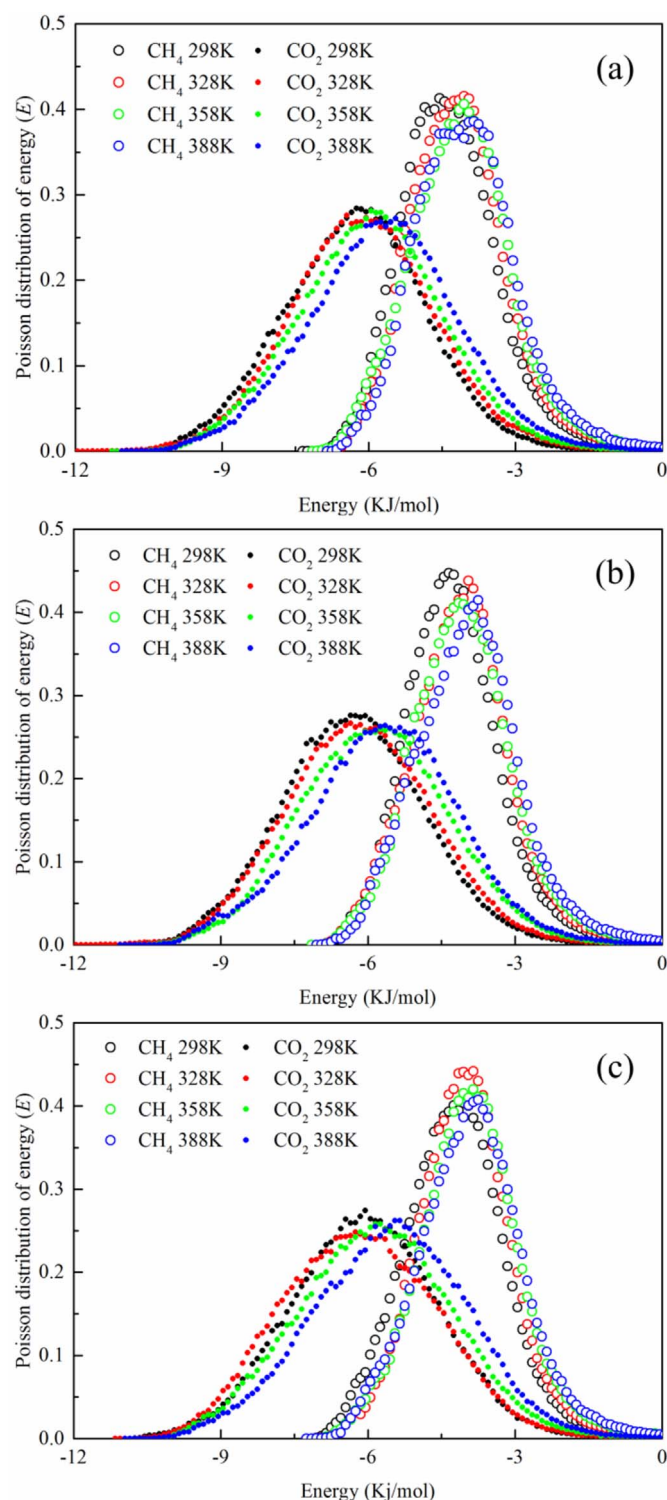 0.5
CH4 298K CO2 298K
(a)
CH4 328K CO2 328K
0.4
CH4 358K CO2 358K
CH4 388K CO2 388K
0.3
0.2
0.1
0.0
Poisson distribution of energy (E)
-12 -9 -6 -3 0
Energy (KJ/mol)
0.5
CH4 298K CO2 298K
(b)
CH4 328K CO2 328K
0.4
CH4 358K CO2 358K
CH4 388K CO2 388K
0.3
0.2
0.1
0.0
Poisson distribution of energy (E)
-12 -9 -6 -3 0
Energy (KJ/mol)
0.5
CH4 298K CO2 298K
(c)
CH4 328K CO2 328K
0.4
CH4 358K CO2 358K
CH4 388K CO2 388K
0.3
0.2
0.1
0.0
Poisson distribution of energy (E)
-12 -9 -6 -3 0
Energy (Kj/mol)